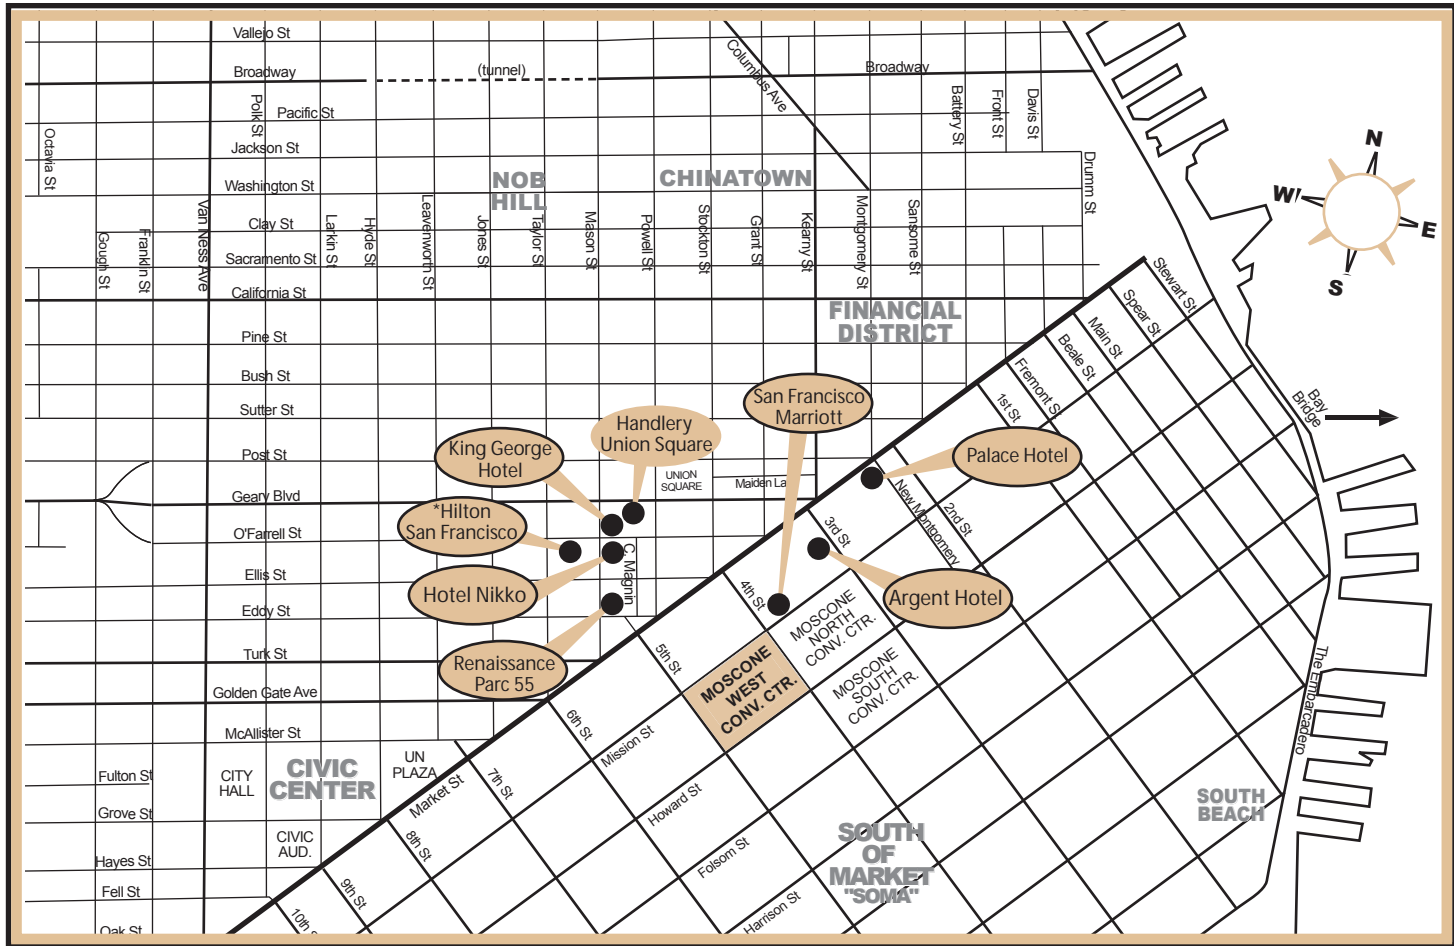 Vallejo St
Broadway
(tunnel)
Columbus Ave
Broadway
Polk St
Pacific St
Battery St
Front St
Davis St
Octavia St
Jackson St
Drumm St
N
W
E
S
NOB
HILL
CHINATOWN
Washington St
Van Ness Ave
Clay St
Gough St
Franklin St
Larkin St
Hyde St
Leavenworth St
Jones St
Taylor St
Mason St
Powell St
Stockton St
Grant St
Kearny St
Montgomery St
Sansome St
Sacramento St
California St
Stewart St
Spear St
Main St
Beale St
Fremont St
1st St
FINANCIAL
DISTRICT
Pine St
Bush St
Sutter St
San Francisco
Marriott
Bay
Bridge
Handlery
Union Square
King George
Hotel
Post St
Palace Hotel
UNION
SQUARE
Maiden La
Geary Blvd
*Hilton
San Francisco
New Montgomery
2nd St
3rd St
O'Farrell St
C. Magnin
Ellis St
Hotel Nikko
4th St
Argent Hotel
Eddy St
MOSCONE
NORTH
CONV. CTR.
MOSCONE
WEST
CONV. CTR.
MOSCONE
SOUTH
CONV. CTR.
Turk St
Renaissance
Parc 55
5th St
Golden Gate Ave
6th St
The Embarcadero
McAllister St
Mission St
Fulton St
CITY
HALL
CIVIC
CENTER
UN
PLAZA
Market St
7th St
Howard St
SOUTH
BEACH
Grove St
CIVIC
AUD.
8th St
Folsom St
SOUTH
OF
MARKET
"SOMA"
Hayes St
Fell St
9th St
10th S
Harrison St
Oak St